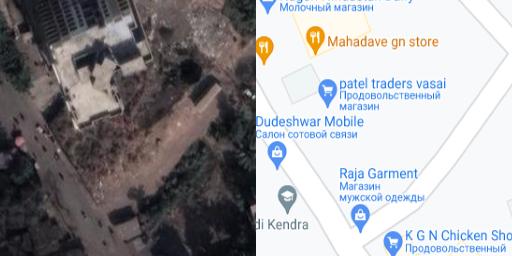 Молочный магазин
Mahadave gn store
patel traders vasai
Продовольственный
магазин
Dudeshwar Mobile
Салон сотовой связи
Raja Garment
Магазин
мужской одежды
di Kendra
K G N Chicken Sho
Продовольственный